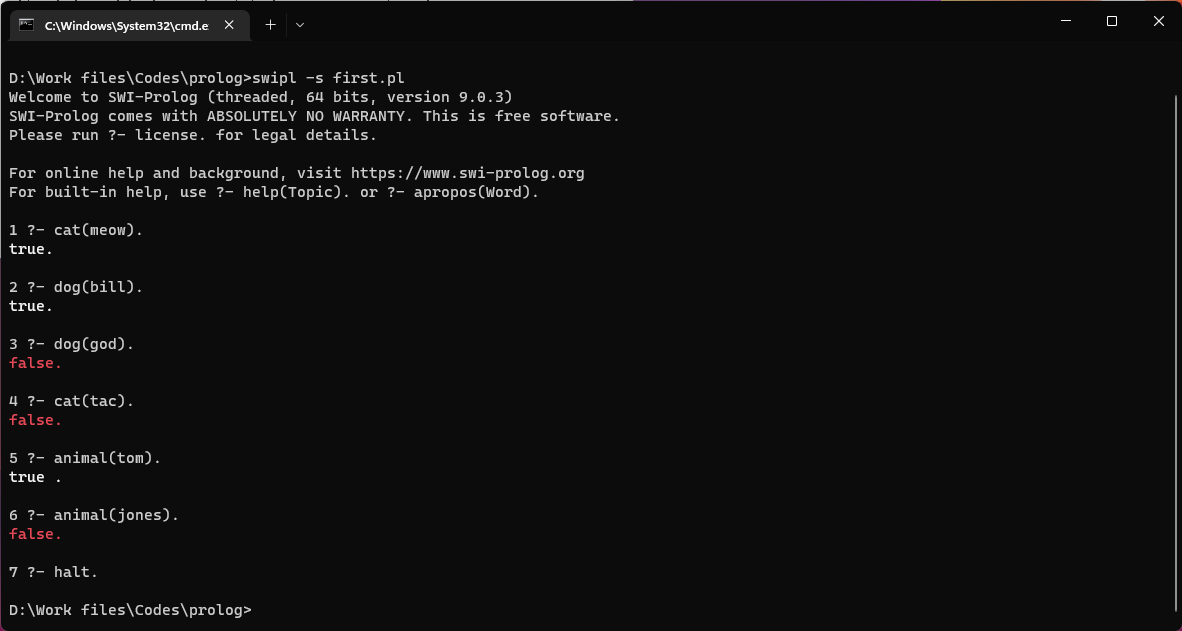 C:\Windows\System32\cmd.e
D:\Work files\Codes\prolog>swipl -s first.pl
Welcome to SWI-Prolog (threaded, 64 bits, version 9.0.3)
SWI-Prolog comes with ABSOLUTELY NO WARRANTY. This is free software.
Please run ?- license. for legal details.
For online help and background, visit https://www.swi-prolog.org
For built-in help, use ?- help(Topic). or ?- apropos(Word).
1 ?- cat(meow).
true.
2 ?- dog(bill).
true.
3 ?- dog(god).
false.
4 ?- cat(tac).
false.
5 ?- animal(tom).
true .
6 ?- animal(jones).
false.
7 ?- halt.
D:\Work files\Codes\prolog>